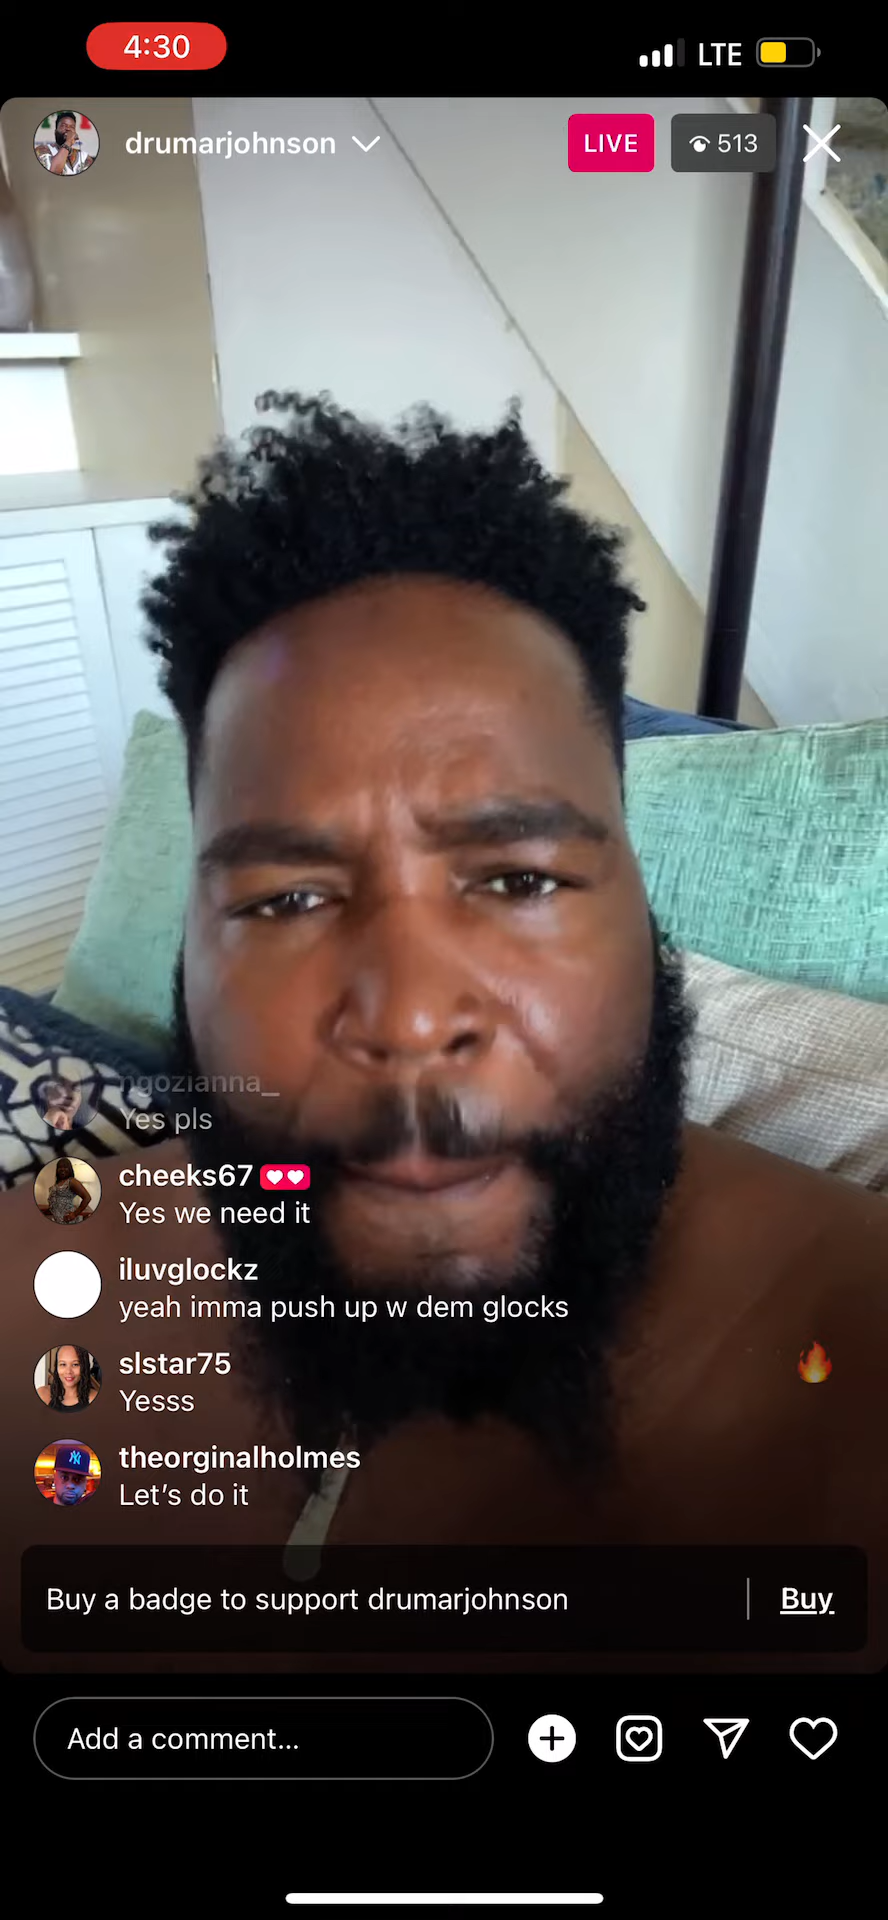 4:30
LTE
drumarjohnson
LIVE
513
ngozianna_
Yes pls
cheeks67
Yes we need it
iluvglockz
yeah imma push up w dem glocks
slstar75
Yesss
theorginalholmes
Let’s do it
Buy a badge to support drumarjohnson
Buy
Add a comment...